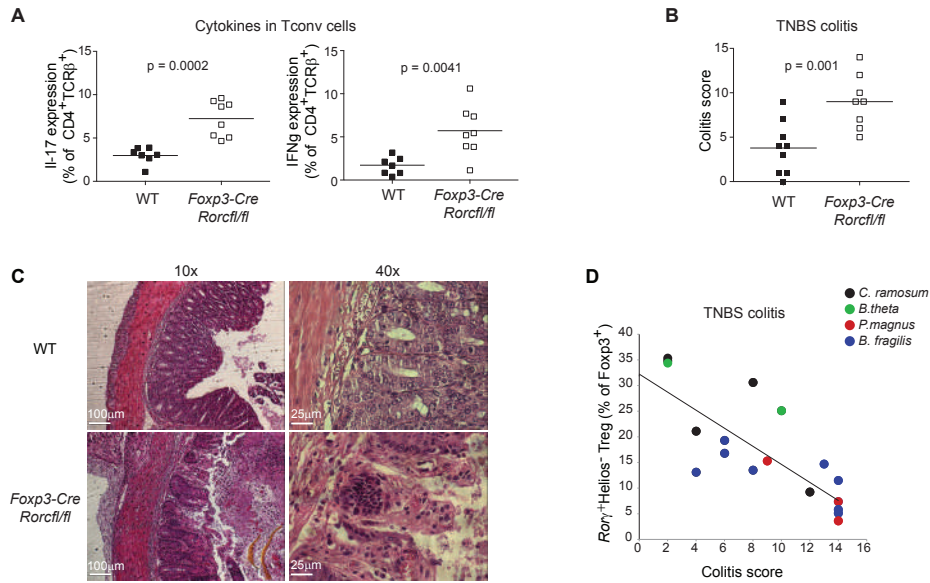 A
Cytokines in Tconv cells
Il-17 expression
(% of CD4+TCRβ+)
15
10
5
0
p = 0.0002
WT
Foxp3-Cre
Rorcfl/fl
IFNg expression
(% of CD4+TCRβ+)
15
10
5
0
p = 0.0041
WT
Foxp3-Cre
Rorcfl/fl
B
TNBS colitis
Colitis score
15
10
5
0
p = 0.001
WT
Foxp3-Cre
Rorcfl/fl
C
10x
40x
WT
100μm
25μm
Foxp3-Cre
Rorcfl/fl
100μm
25μm
D
TNBS colitis
C. ramosum
B.theta
P.magnus
B. fragilis
Rorγ+Helios- Treg (% of Foxp3+)
40
35
30
25
20
15
10
5
0
0 2 4 6 8 10 12 14 16
Colitis score